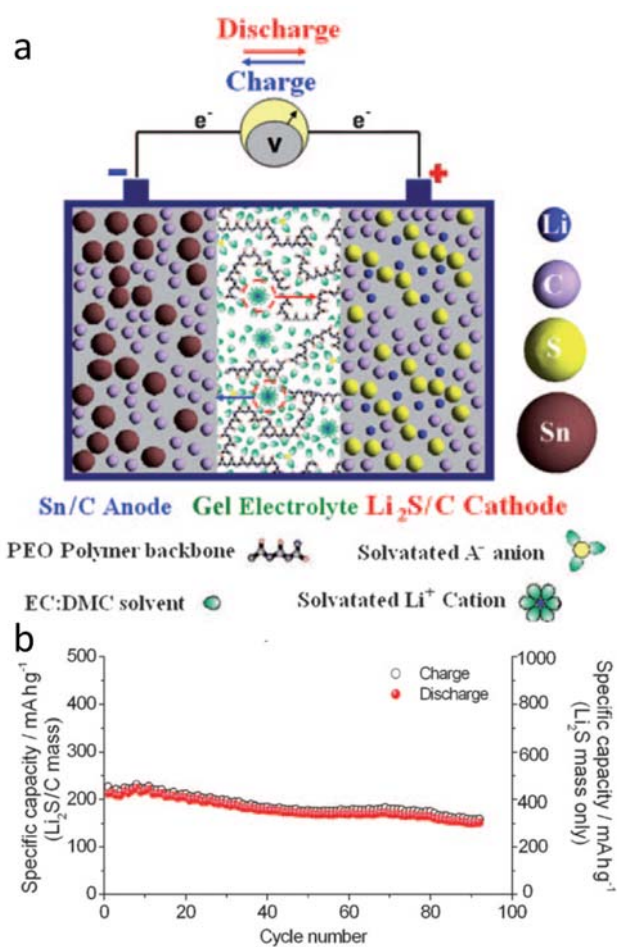 a
Discharge
Charge
e⁻ e⁻
V
- +
Li
C
S
Sn
Sn/C Anode Gel Electrolyte Li₂S/C Cathode
PEO Polymer backbone Solvatated A⁻ anion
EC:DMC solvent Solvatated Li⁺ Cation
b
500 1000
400 800
300 600
200 400
100 200
0 0
0 20 40 60 80 100
Charge
Discharge
Specific capacity / mAhg⁻¹
(Li₂S/C mass)
Specific capacity / mAhg⁻¹
(Li₂S mass only)
Cycle number